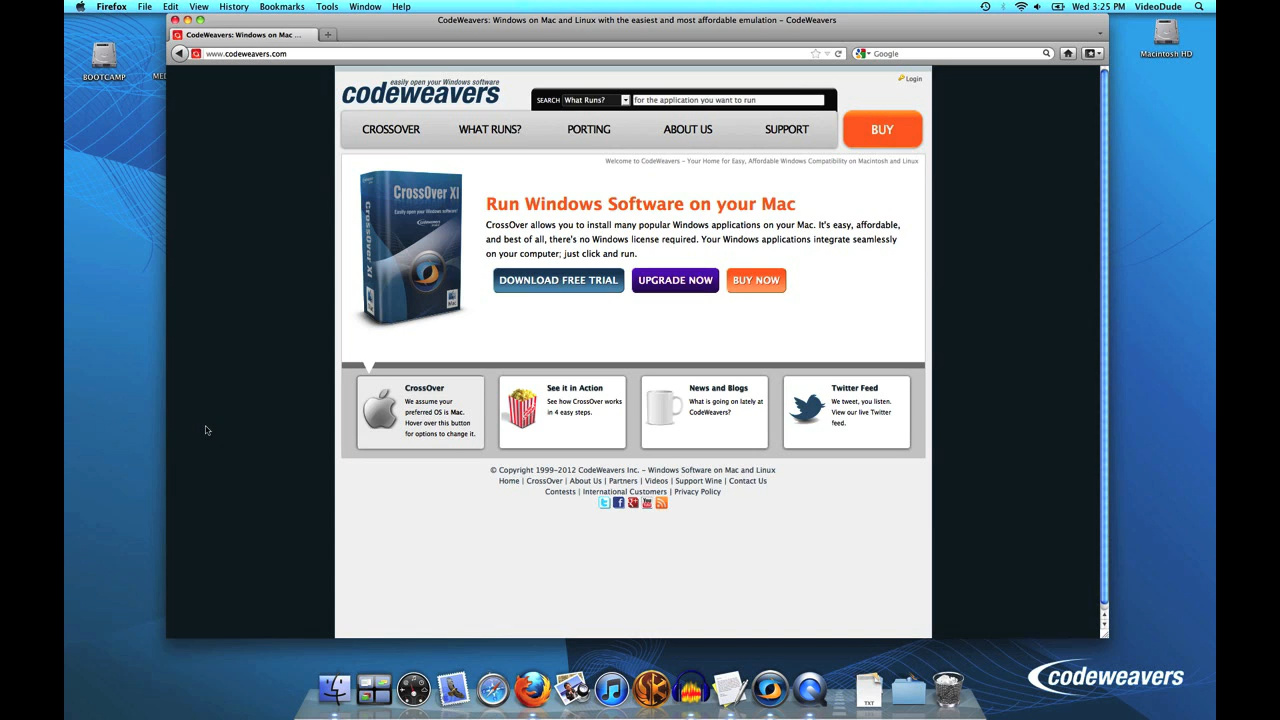 Firefox File Edit View History Bookmarks Tools Window Help
Wed 3:25 PM VideoDude
CodeWeavers: Windows on Mac and Linux with the easiest and most affordable emulation – CodeWeavers
CodeWeavers: Windows on Mac ...
www.codeweavers.com
Google
BOOTCAMP
Macintosh HD
easily open your Windows software
codeweavers
Login
SEARCH What Runs? for the application you want to run
CROSSOVER WHAT RUNS? PORTING ABOUT US SUPPORT BUY
Welcome to CodeWeavers – Your Home for Easy, Affordable Windows Compatibility on Macintosh and Linux
CrossOver XI
Easily open your Windows software!
codeweavers
CrossOver XI
Mac
Run Windows Software on your Mac
CrossOver allows you to install many popular Windows applications on your Mac. It's easy, affordable,
and best of all, there's no Windows license required. Your Windows applications integrate seamlessly
on your computer; just click and run.
DOWNLOAD FREE TRIAL UPGRADE NOW BUY NOW
CrossOver
We assume your
preferred OS is Mac.
Hover over this button
for options to change it.
See it in Action
See how CrossOver works
in 4 easy steps.
News and Blogs
What is going on lately at
CodeWeavers?
Twitter Feed
We tweet, you listen.
View our live Twitter
feed.
© Copyright 1999-2012 CodeWeavers Inc. – Windows Software on Mac and Linux
Home | CrossOver | About Us | Partners | Videos | Support Wine | Contact Us
Contests | International Customers | Privacy Policy
TXT
codeweavers